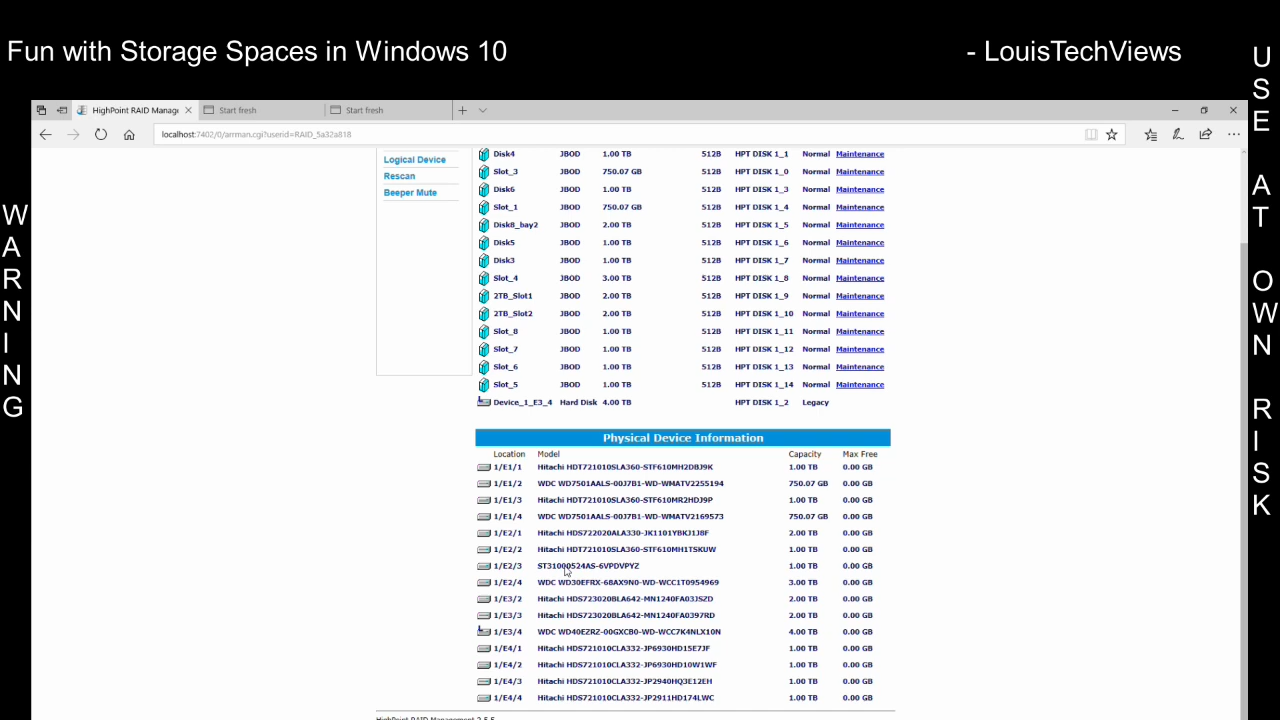 Fun with Storage Spaces in Windows 10
- LouisTechViews
WARNING
USE AT OWN RISK
HighPoint RAID Manage
Start fresh
Start fresh
localhost:7402/0/arrman.cgi?userid=RAID_5a32a818
Logical Device
Rescan
Beeper Mute
Disk4 JBOD 1.00 TB 512B HPT DISK 1_1 Normal Maintenance
Slot_3 JBOD 750.07 GB 512B HPT DISK 1_0 Normal Maintenance
Disk6 JBOD 1.00 TB 512B HPT DISK 1_3 Normal Maintenance
Slot_1 JBOD 750.07 GB 512B HPT DISK 1_4 Normal Maintenance
Disk8_bay2 JBOD 2.00 TB 512B HPT DISK 1_5 Normal Maintenance
Disk5 JBOD 1.00 TB 512B HPT DISK 1_6 Normal Maintenance
Disk3 JBOD 1.00 TB 512B HPT DISK 1_7 Normal Maintenance
Slot_4 JBOD 3.00 TB 512B HPT DISK 1_8 Normal Maintenance
2TB_Slot1 JBOD 2.00 TB 512B HPT DISK 1_9 Normal Maintenance
2TB_Slot2 JBOD 2.00 TB 512B HPT DISK 1_10 Normal Maintenance
Slot_8 JBOD 1.00 TB 512B HPT DISK 1_11 Normal Maintenance
Slot_7 JBOD 1.00 TB 512B HPT DISK 1_12 Normal Maintenance
Slot_6 JBOD 1.00 TB 512B HPT DISK 1_13 Normal Maintenance
Slot_5 JBOD 1.00 TB 512B HPT DISK 1_14 Normal Maintenance
Device_1_E3_4 Hard Disk 4.00 TB HPT DISK 1_2 Legacy
Physical Device Information
Location Model Capacity Max Free
1/E1/1 Hitachi HDT721010SLA360-STF610MH2DBJ9K 1.00 TB 0.00 GB
1/E1/2 WDC WD7501AALS-00J7B1-WD-WMATV2255194 750.07 GB 0.00 GB
1/E1/3 Hitachi HDT721010SLA360-STF610MR2HDJ9P 1.00 TB 0.00 GB
1/E1/4 WDC WD7501AALS-00J7B1-WD-WMATV2169573 750.07 GB 0.00 GB
1/E2/1 Hitachi HDS722020ALA330-JK1101YBKJ1J8F 2.00 TB 0.00 GB
1/E2/2 Hitachi HDT721010SLA360-STF610MH1TSKUW 1.00 TB 0.00 GB
1/E2/3 ST31000524AS-6VPDVPYZ 1.00 TB 0.00 GB
1/E2/4 WDC WD30EFRX-68AX9N0-WD-WCC1T0954969 3.00 TB 0.00 GB
1/E3/2 Hitachi HDS723020BLA642-MN1240FA03JSZD 2.00 TB 0.00 GB
1/E3/3 Hitachi HDS723020BLA642-MN1240FA0397RD 2.00 TB 0.00 GB
1/E3/4 WDC WD40EZRZ-00GXCB0-WD-WCC7K4NLX10N 4.00 TB 0.00 GB
1/E4/1 Hitachi HDS721010CLA332-JP6930HD15E7JF 1.00 TB 0.00 GB
1/E4/2 Hitachi HDS721010CLA332-JP6930HD10W1WF 1.00 TB 0.00 GB
1/E4/3 Hitachi HDS721010CLA332-JP2940HQ3E12EH 1.00 TB 0.00 GB
1/E4/4 Hitachi HDS721010CLA332-JP2911HD174LWC 1.00 TB 0.00 GB
HighPoint RAID Management 2.5.5